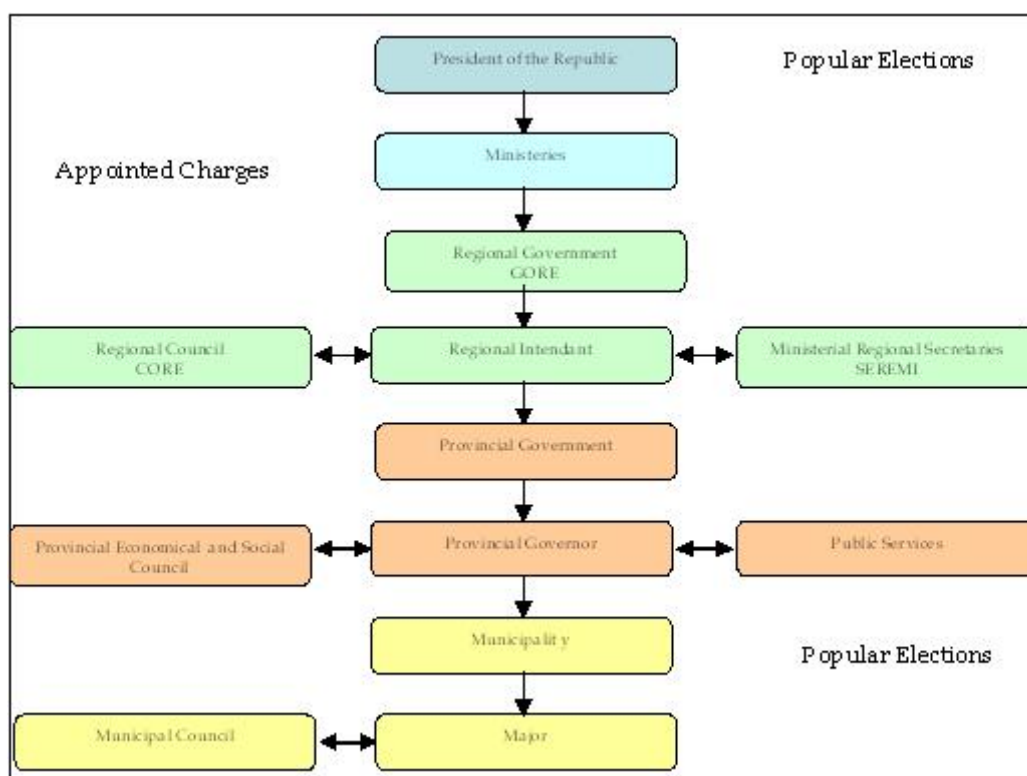 President of the Republic
Popular Elections
Ministeries
Appointed Charges
Regional Government
GORE
Regional Council
CORE
Regional Intendant
Ministerial Regional Secretaries
SEREMI
Provincial Government
Provincial Economical and Social
Council
Provincial Governor
Public Services
Municipality
Popular Elections
Municipal Council
Major